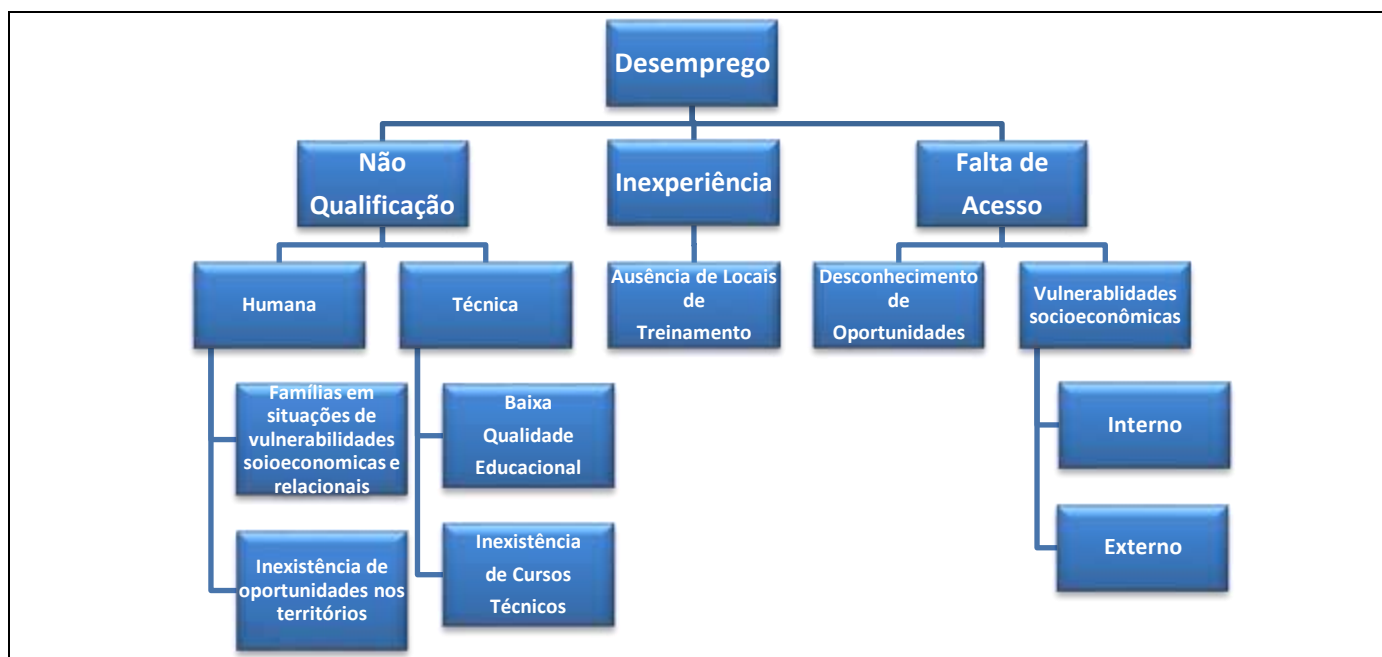 Desemprego
Não
Qualificação
Inexperiência
Falta de
Acesso
Humana
Técnica
Ausência de Locais
de
Treinamento
Desconhecimento
de
Oportunidades
Vulnerablidades
socioeconômicas
Famílias em
situações de
vulnerabilidades
soioeconomicas e
relacionais
Baixa
Qualidade
Educacional
Interno
Inexistência de
oportunidades nos
territórios
Inexistência
de Cursos
Técnicos
Externo